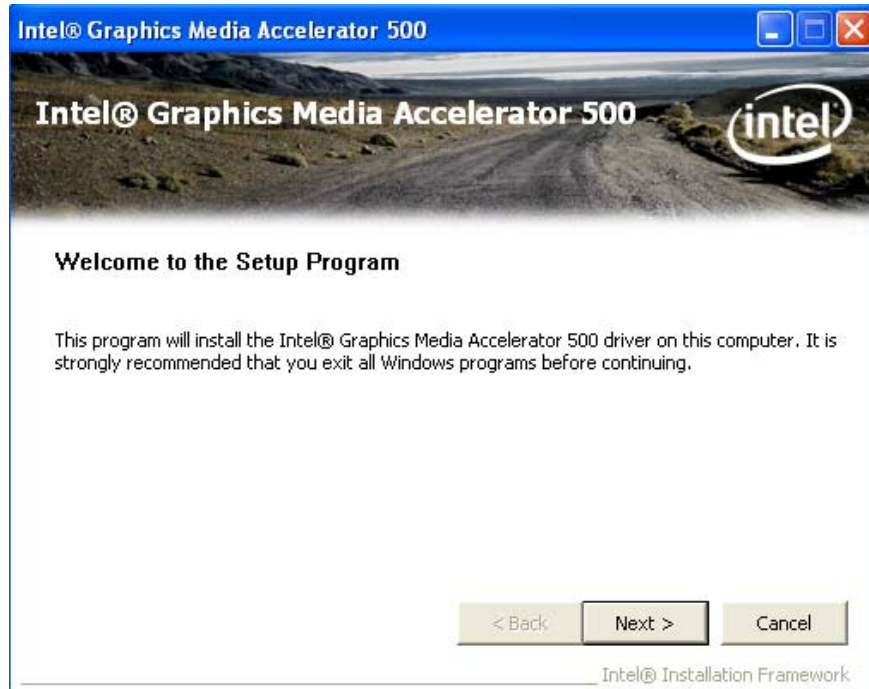 Intel® Graphics Media Accelerator 500
Intel® Graphics Media Accelerator 500
intel
Welcome to the Setup Program
This program will install the Intel® Graphics Media Accelerator 500 driver on this computer. It is
strongly recommended that you exit all Windows programs before continuing.
< Back
Next >
Cancel
Intel® Installation Framework